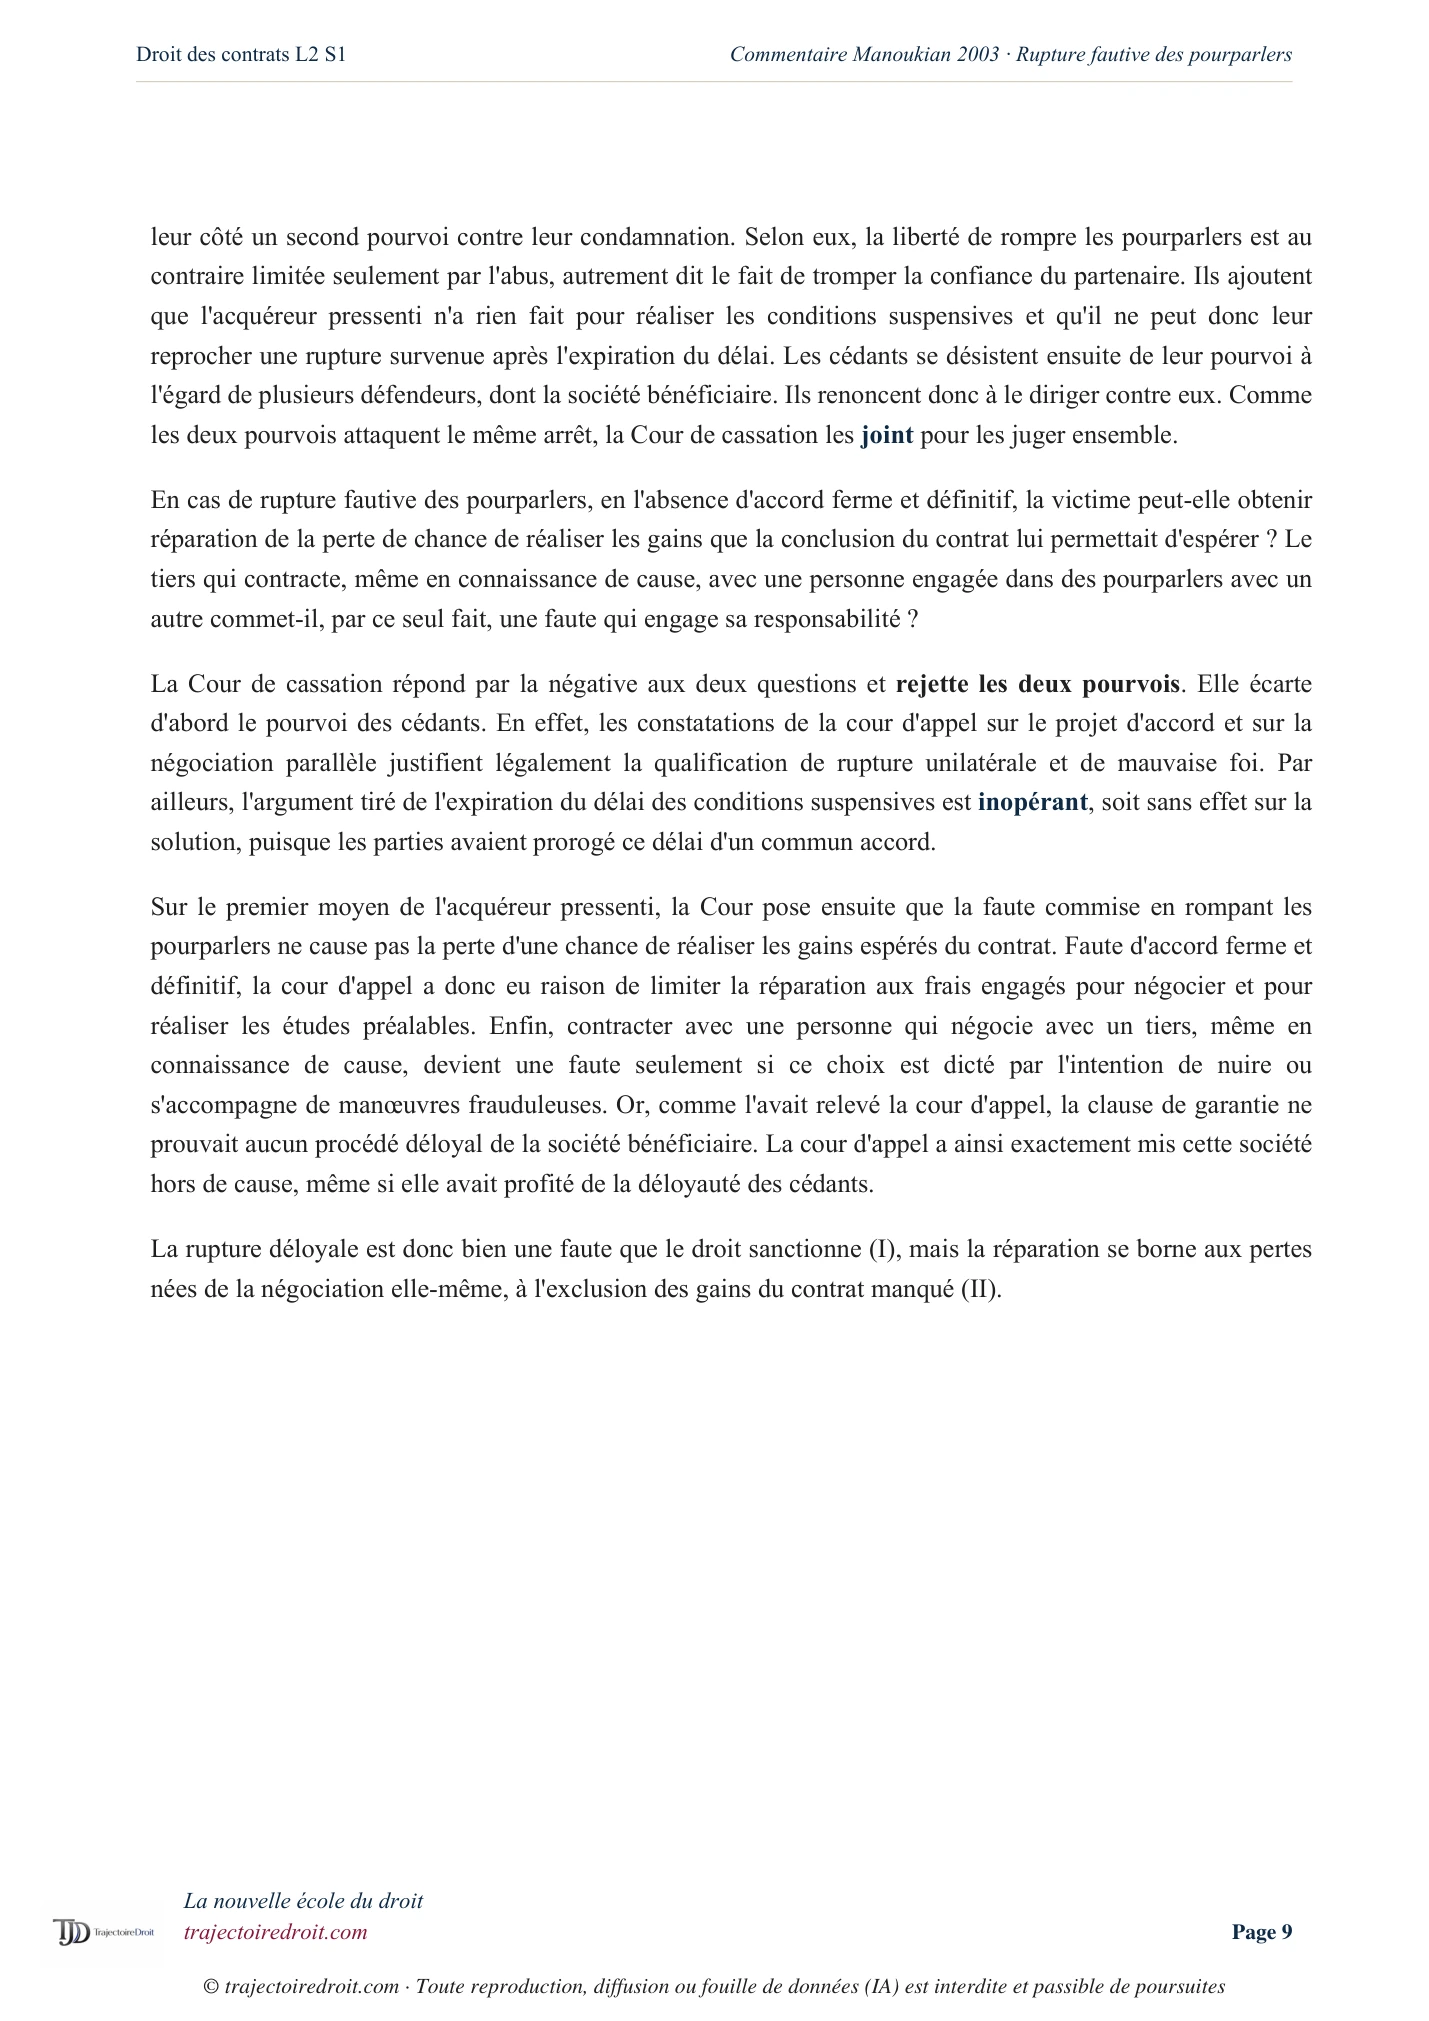 Droit des contrats L2 S1
Commentaire Manoukian 2003 · Rupture fautive des pourparlers
leur côté un second pourvoi contre leur condamnation. Selon eux, la liberté de rompre les pourparlers est au
contraire limitée seulement par l'abus, autrement dit le fait de tromper la confiance du partenaire. Ils ajoutent
que l'acquéreur pressenti n'a rien fait pour réaliser les conditions suspensives et qu'il ne peut donc leur
reprocher une rupture survenue après l'expiration du délai. Les cédants se désistent ensuite de leur pourvoi à
l'égard de plusieurs défendeurs, dont la société bénéficiaire. Ils renoncent donc à le diriger contre eux. Comme
les deux pourvois attaquent le même arrêt, la Cour de cassation les joint pour les juger ensemble.
En cas de rupture fautive des pourparlers, en l'absence d'accord ferme et définitif, la victime peut-elle obtenir
réparation de la perte de chance de réaliser les gains que la conclusion du contrat lui permettait d'espérer ? Le
tiers qui contracte, même en connaissance de cause, avec une personne engagée dans des pourparlers avec un
autre commet-il, par ce seul fait, une faute qui engage sa responsabilité ?
La Cour de cassation répond par la négative aux deux questions et rejette les deux pourvois. Elle écarte
d'abord le pourvoi des cédants. En effet, les constatations de la cour d'appel sur le projet d'accord et sur la
négociation parallèle justifient légalement la qualification de rupture unilatérale et de mauvaise foi. Par
ailleurs, l'argument tiré de l'expiration du délai des conditions suspensives est inopérant, soit sans effet sur la
solution, puisque les parties avaient prorogé ce délai d'un commun accord.
Sur le premier moyen de l'acquéreur pressenti, la Cour pose ensuite que la faute commise en rompant les
pourparlers ne cause pas la perte d'une chance de réaliser les gains espérés du contrat. Faute d'accord ferme et
définitif, la cour d'appel a donc eu raison de limiter la réparation aux frais engagés pour négocier et pour
réaliser les études préalables. Enfin, contracter avec une personne qui négocie avec un tiers, même en
connaissance de cause, devient une faute seulement si ce choix est dicté par l'intention de nuire ou
s'accompagne de manœuvres frauduleuses. Or, comme l'avait relevé la cour d'appel, la clause de garantie ne
prouvait aucun procédé déloyal de la société bénéficiaire. La cour d'appel a ainsi exactement mis cette société
hors de cause, même si elle avait profité de la déloyauté des cédants.
La rupture déloyale est donc bien une faute que le droit sanctionne (I), mais la réparation se borne aux pertes
nées de la négociation elle-même, à l'exclusion des gains du contrat manqué (II).
La nouvelle école du droit
TJD TrajectoireDroit
trajectoiredroit.com
Page 9
© trajectoiredroit.com · Toute reproduction, diffusion ou fouille de données (IA) est interdite et passible de poursuites